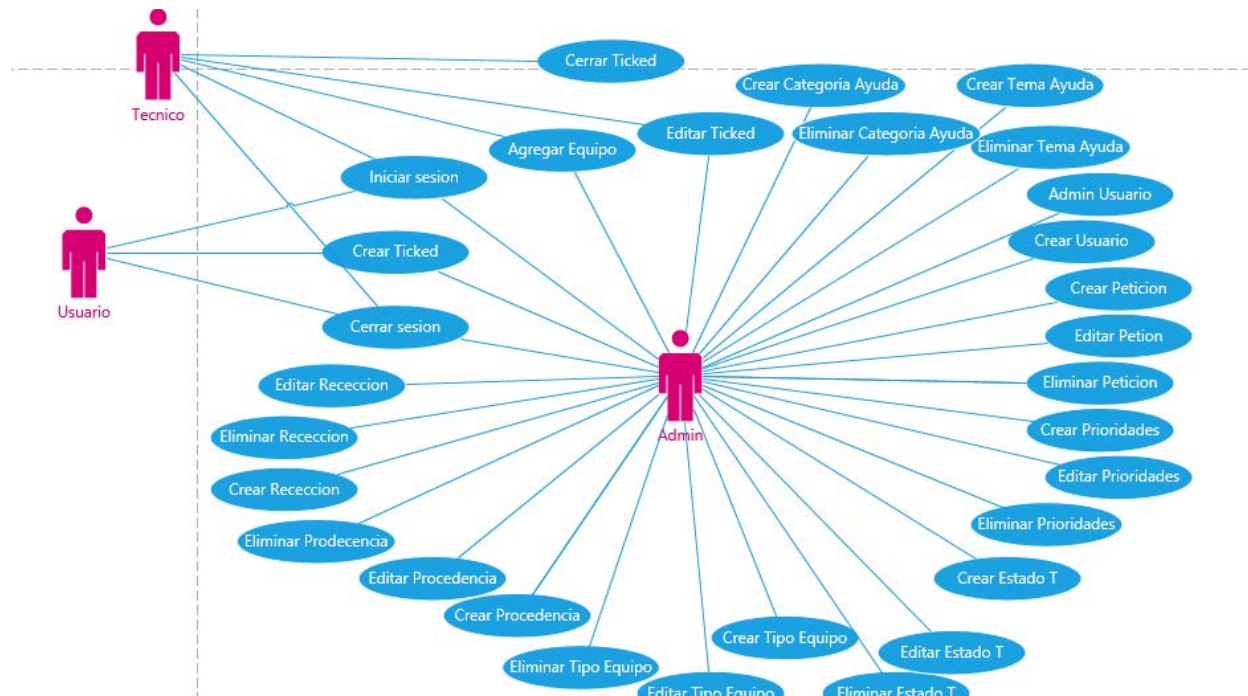 Cerrar Ticked
Crear Categoria Ayuda
Crear Tema Ayuda
Tecnico
Editar Ticked
Eliminar Categoria Ayuda
Agregar Equipo
Eliminar Tema Ayuda
Iniciar sesion
Admin Usuario
Crear Usuario
Crear Ticked
Crear Peticion
Usuario
Cerrar sesion
Editar Petion
Editar Receccion
Eliminar Peticion
Eliminar Receccion
Admin
Crear Prioridades
Editar Prioridades
Crear Receccion
Eliminar Prioridades
Eliminar Prodecencia
Editar Procedencia
Crear Estado T
Crear Procedencia
Crear Tipo Equipo
Editar Estado T
Eliminar Tipo Equipo
Editar Tipo Equipo
Eliminar Estado T